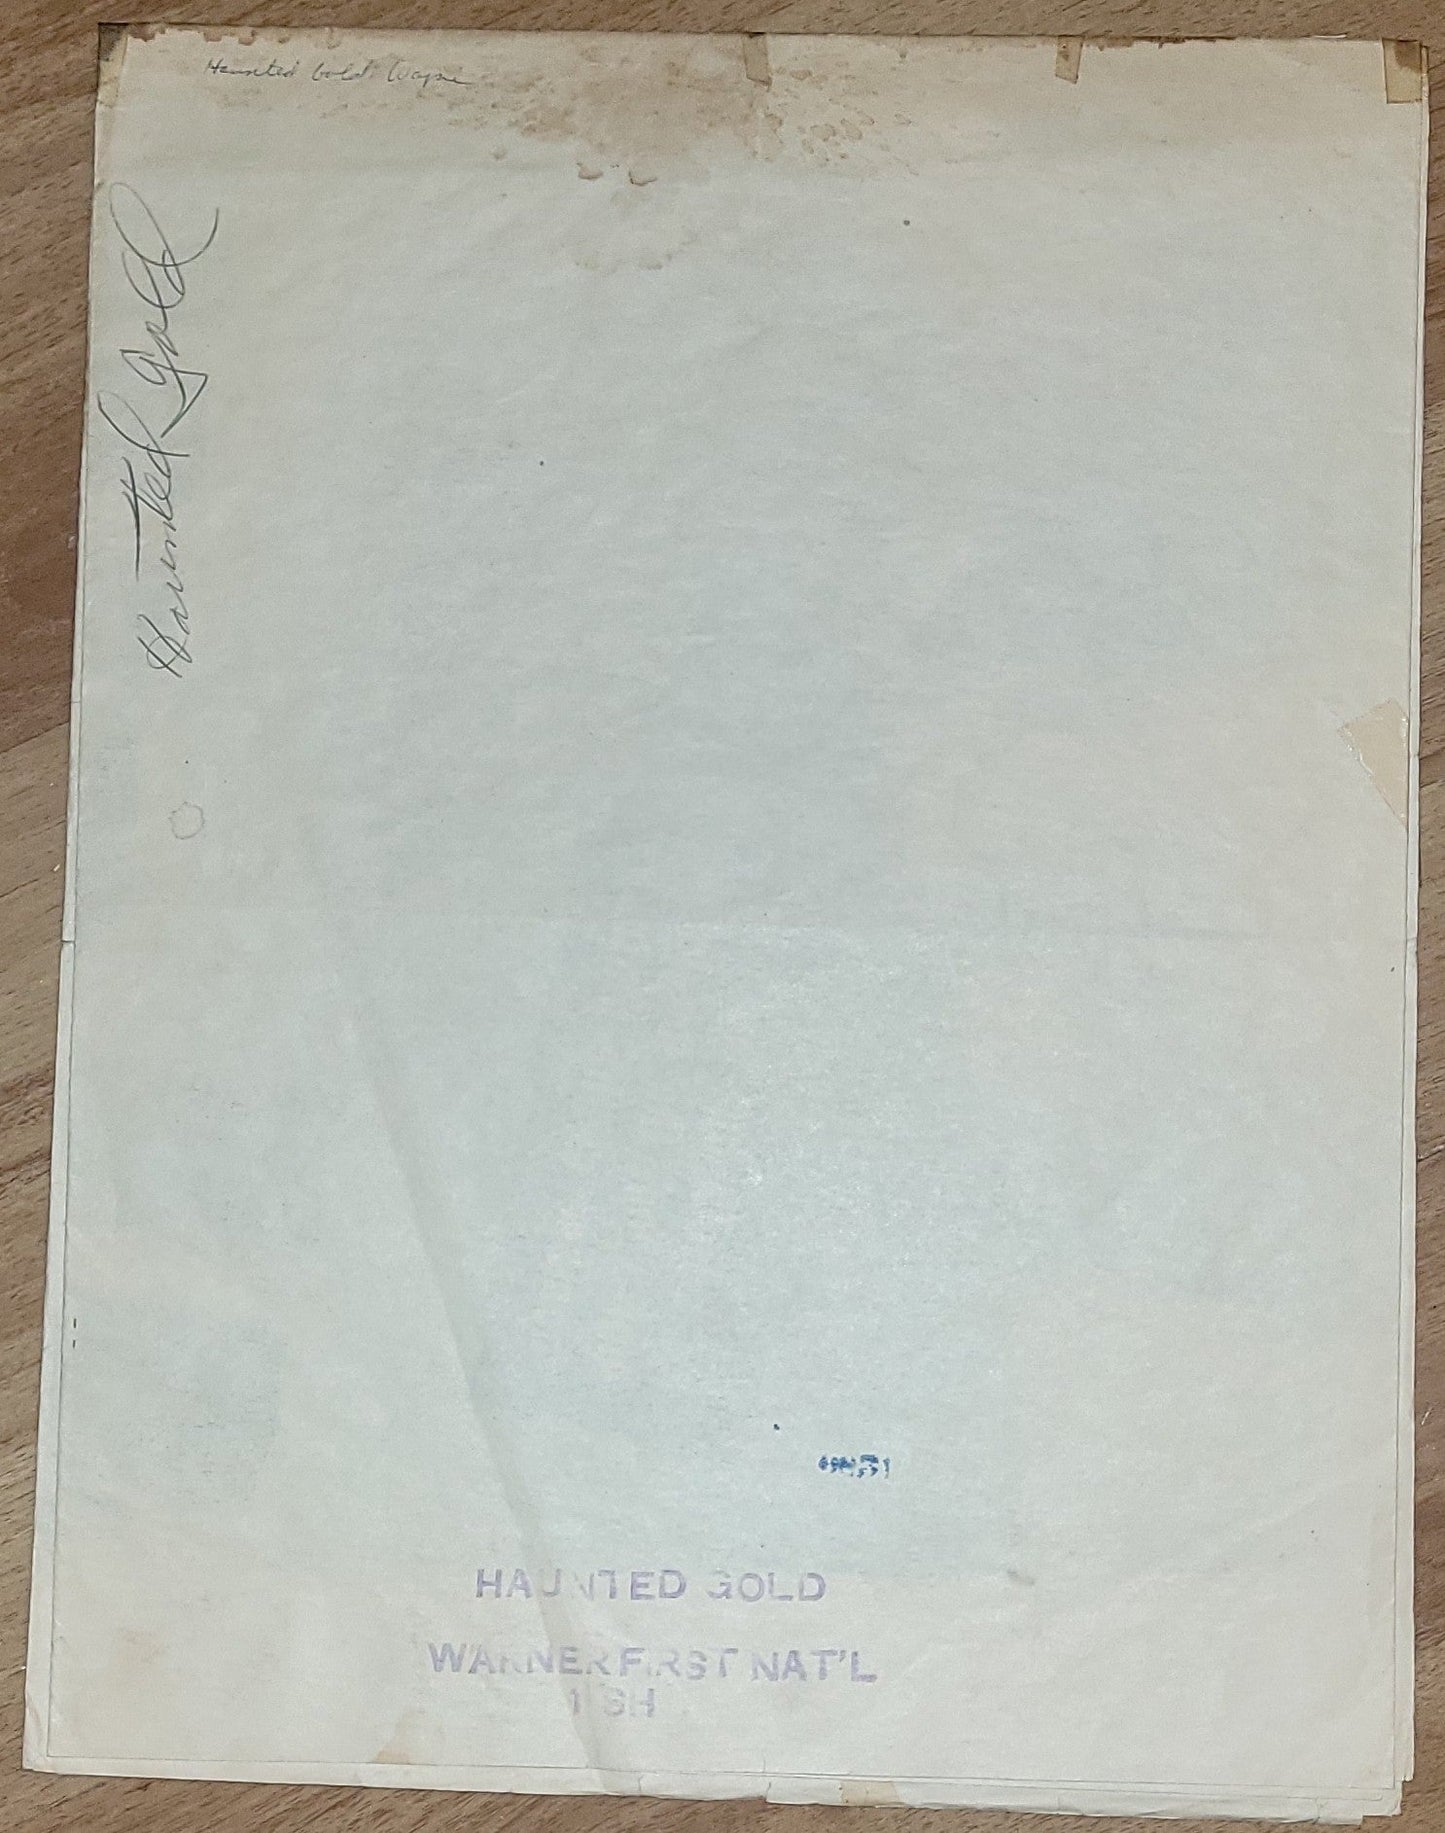 Haunted Gold Wayne
Haunted Gold
HAUNTED GOLD
WARNER FIRST NAT'L
1 SH